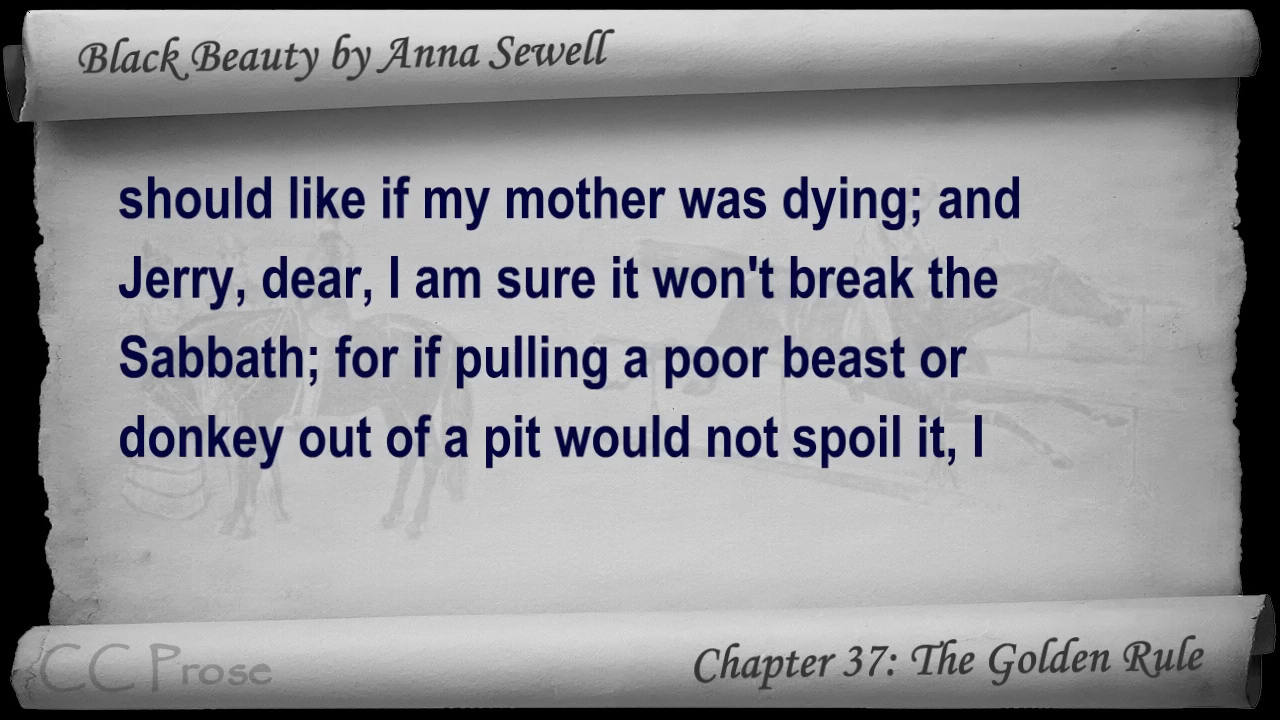 Black Beauty by Anna Sewell
should like if my mother was dying; and
Jerry, dear, I am sure it won't break the
Sabbath; for if pulling a poor beast or
donkey out of a pit would not spoil it, I
CC Prose
Chapter 37: The Golden Rule